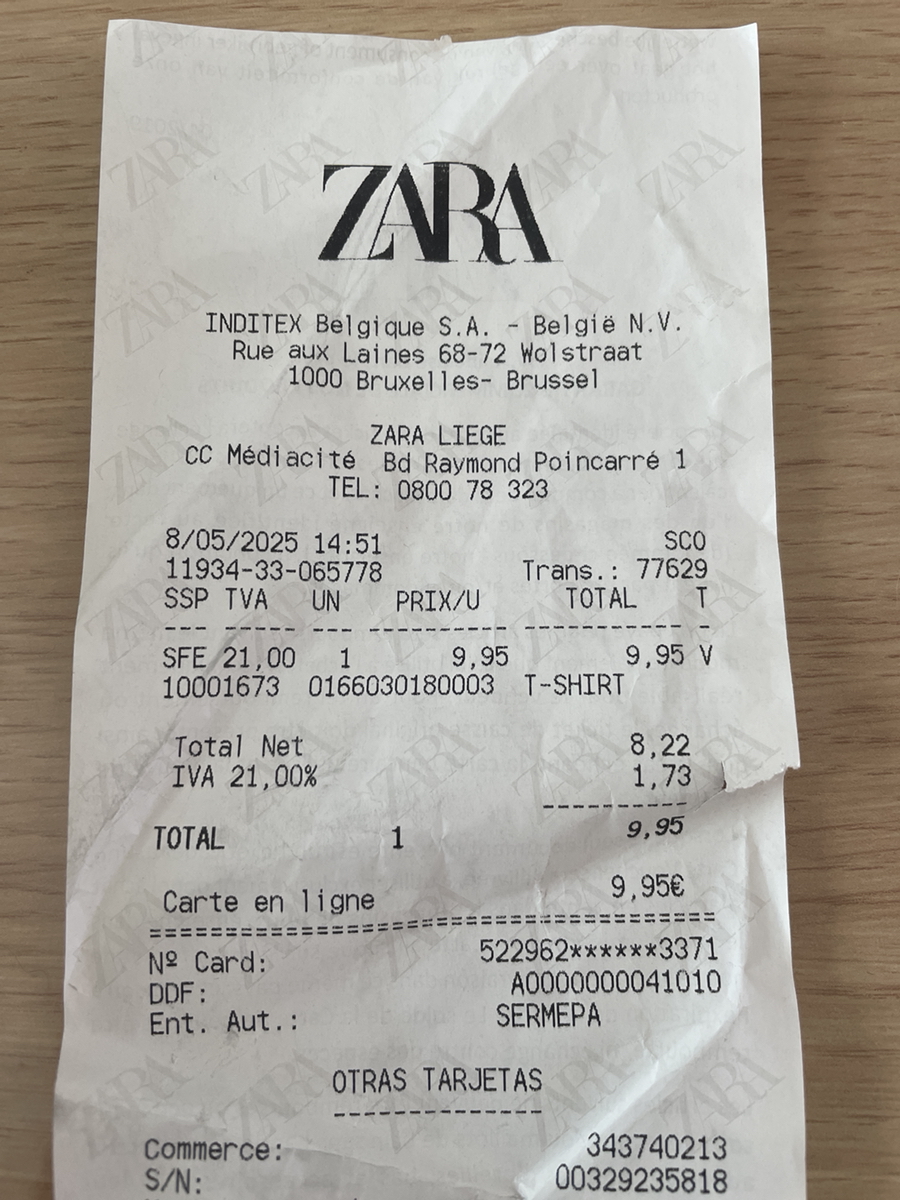 ZARA
INDITEX Belgique S.A. - België N.V.
Rue aux Laines 68-72 Wolstraat
1000 Bruxelles- Brussel
ZARA LIEGE
CC Médiacité Bd Raymond Poincarré 1
TEL: 0800 78 323
8/05/2025 14:51 SCO
11934-33-065778 Trans.: 77629
SSP TVA UN PRIX/U TOTAL T
--- ----- --- ---------- ----------- -
SFE 21,00 1 9,95 9,95 V
10001673 0166030180003 T-SHIRT
Total Net 8,22
IVA 21,00% 1,73
----------
TOTAL 1 9,95
Carte en ligne 9,95€
=============================================
Nº Card: 522962******3371
DDF: A0000000041010
Ent. Aut.: SERMEPA
OTRAS TARJETAS
--------------
Commerce: 343740213
S/N: 00329235818